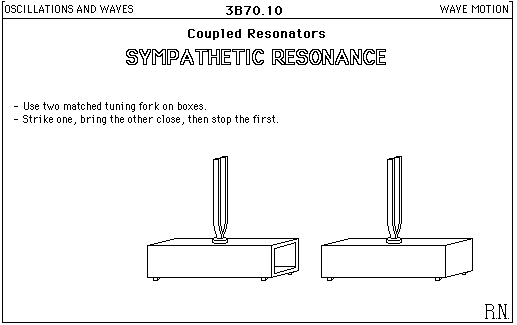 OSCILLATIONS AND WAVES 3B70.10 WAVE MOTION
Coupled Resonators
SYMPATHETIC RESONANCE
- Use two matched tuning fork on boxes.
- Strike one, bring the other close, then stop the first.
R.N.